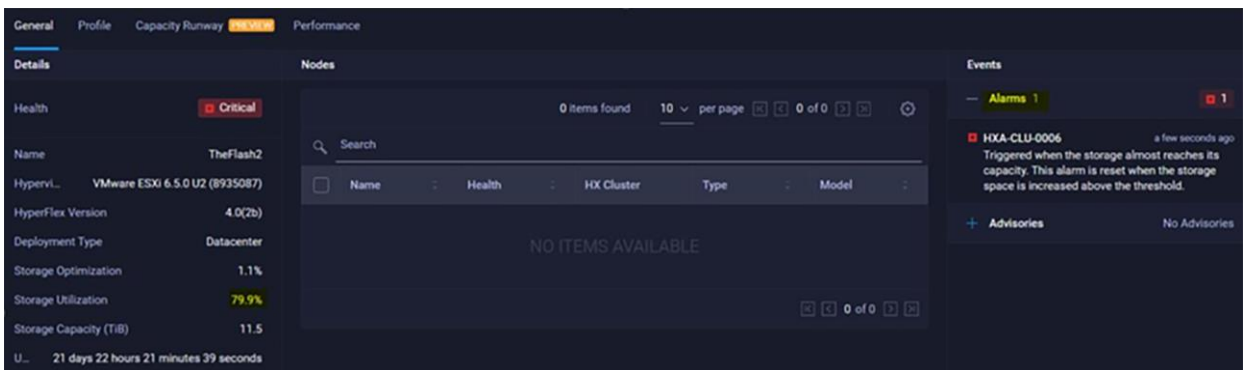 General Profile Capacity Runway PREVIEW Performance
Details
Health Critical
Name TheFlash2
Hypervi... VMware ESXi 6.5.0 U2 (8935087)
HyperFlex Version 4.0(2b)
Deployment Type Datacenter
Storage Optimization 1.1%
Storage Utilization 79.9%
Storage Capacity (TiB) 11.5
U... 21 days 22 hours 21 minutes 39 seconds
Nodes
0 items found 10 per page 0 of 0
Search
Name Health HX Cluster Type Model
NO ITEMS AVAILABLE
0 of 0
Events
Alarms 1 1
HXA-CLU-0006 a few seconds ago
Triggered when the storage almost reaches its
capacity. This alarm is reset when the storage
space is increased above the threshold.
Advisories No Advisories